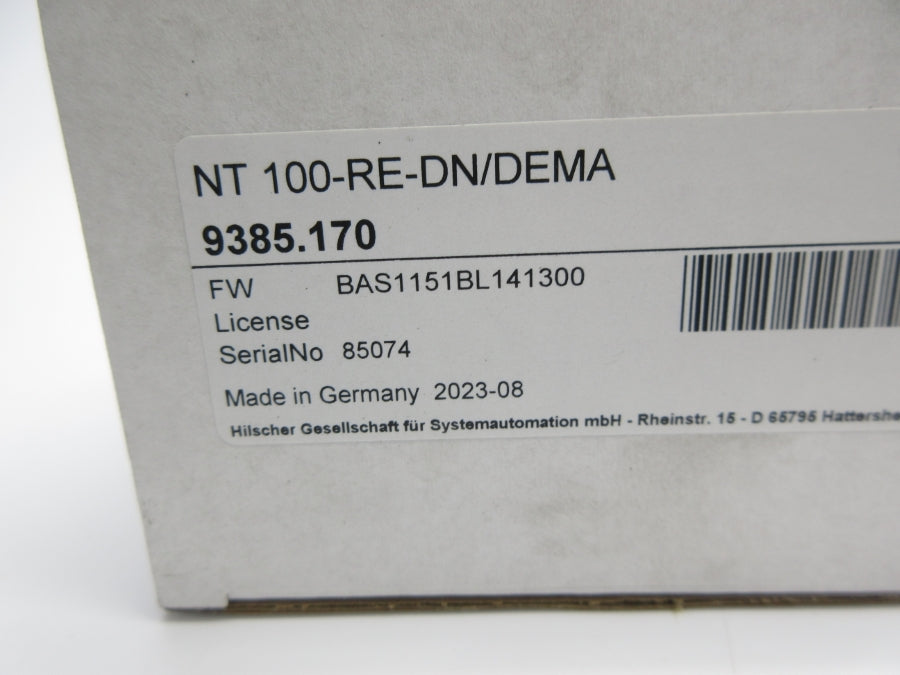 NT 100-RE-DN/DEMA
9385.170
FW BAS1151BL141300
License
SerialNo 85074
Made in Germany 2023-08
Hilscher Gesellschaft für Systemautomation mbH - Rheinstr. 15 - D 65795 Hattershe